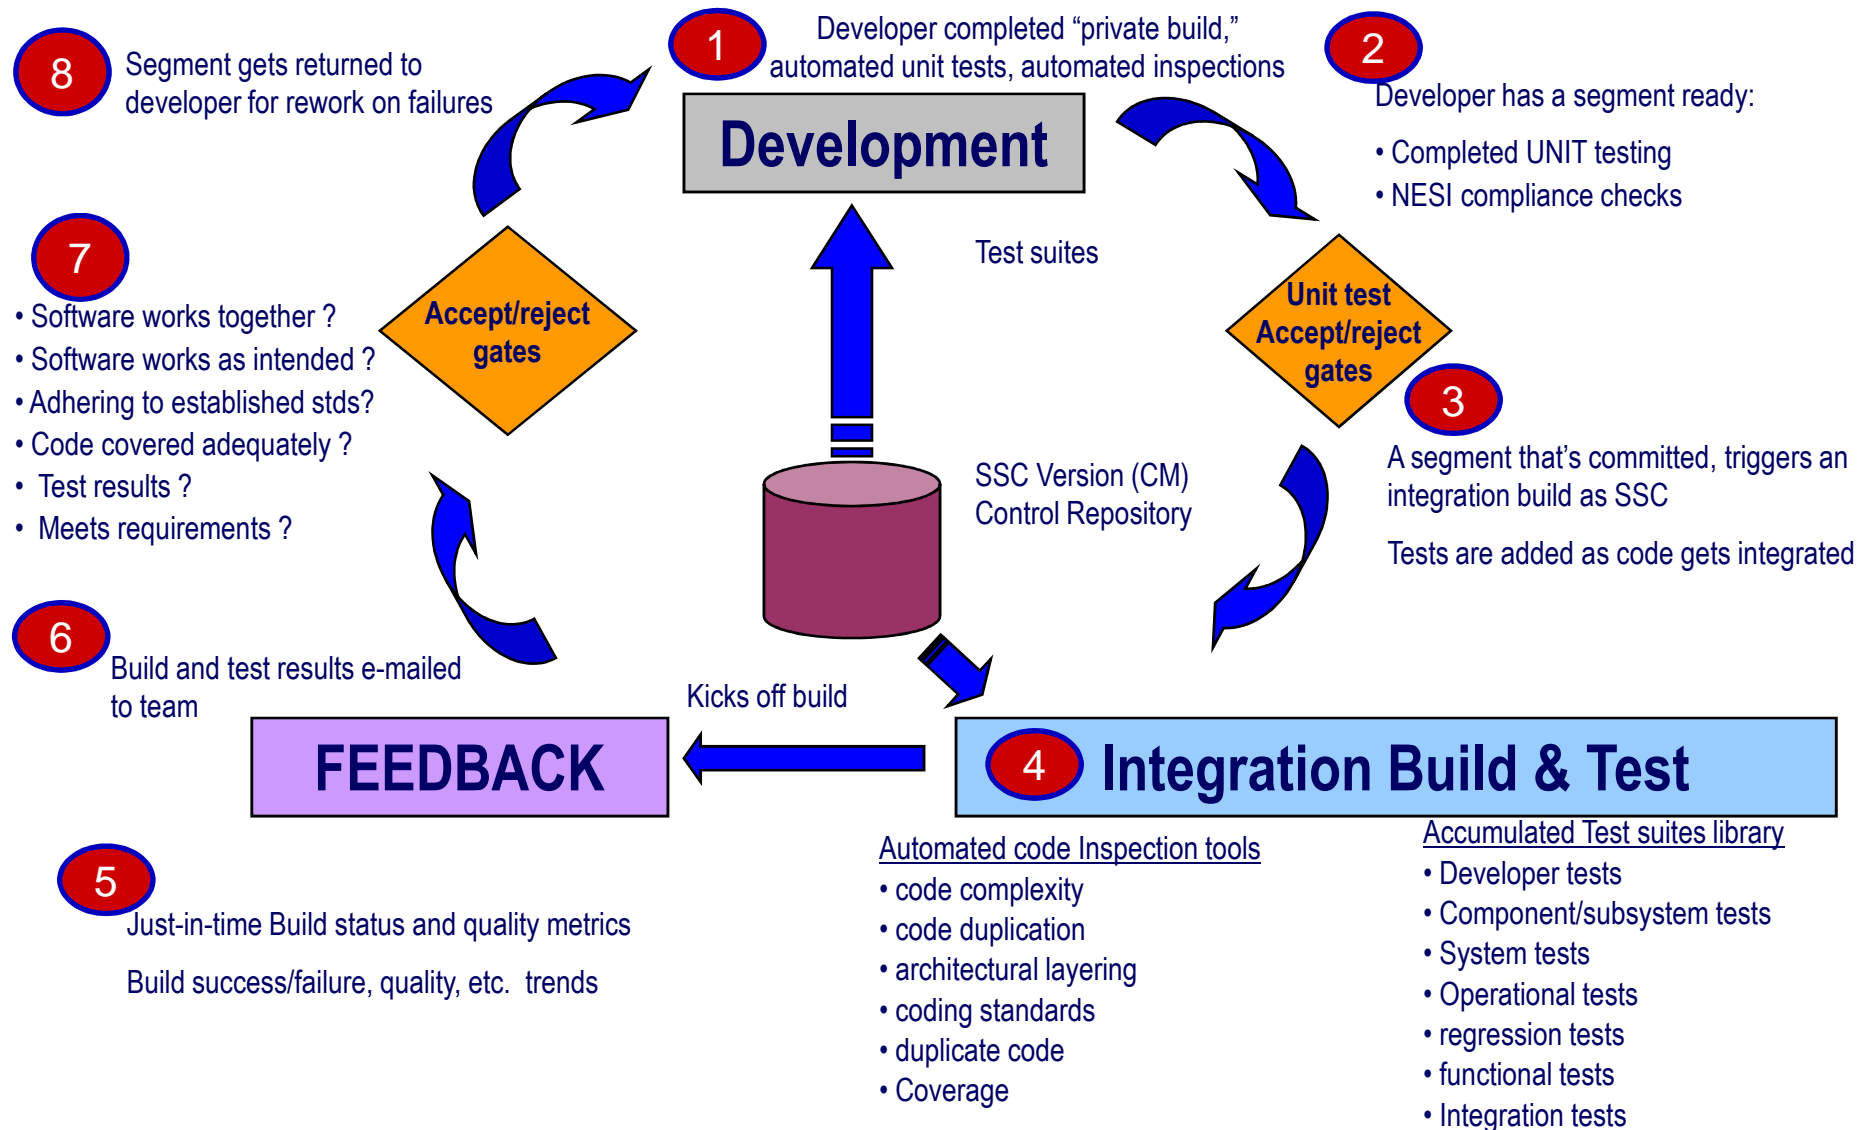 1
Developer completed “private build,”
automated unit tests, automated inspections
Development
2
Developer has a segment ready:
• Completed UNIT testing
• NESI compliance checks
Unit test
Accept/reject
gates
3
A segment that’s committed, triggers an
integration build as SSC
Tests are added as code gets integrated
Test suites
SSC Version (CM)
Control Repository
4
Integration Build & Test
Automated code Inspection tools
• code complexity
• code duplication
• architectural layering
• coding standards
• duplicate code
• Coverage
Accumulated Test suites library
• Developer tests
• Component/subsystem tests
• System tests
• Operational tests
• regression tests
• functional tests
• Integration tests
Kicks off build
FEEDBACK
5
Just-in-time Build status and quality metrics
Build success/failure, quality, etc. trends
6
Build and test results e-mailed
to team
7
• Software works together ?
• Software works as intended ?
• Adhering to established stds?
• Code covered adequately ?
• Test results ?
• Meets requirements ?
Accept/reject
gates
8
Segment gets returned to
developer for rework on failures